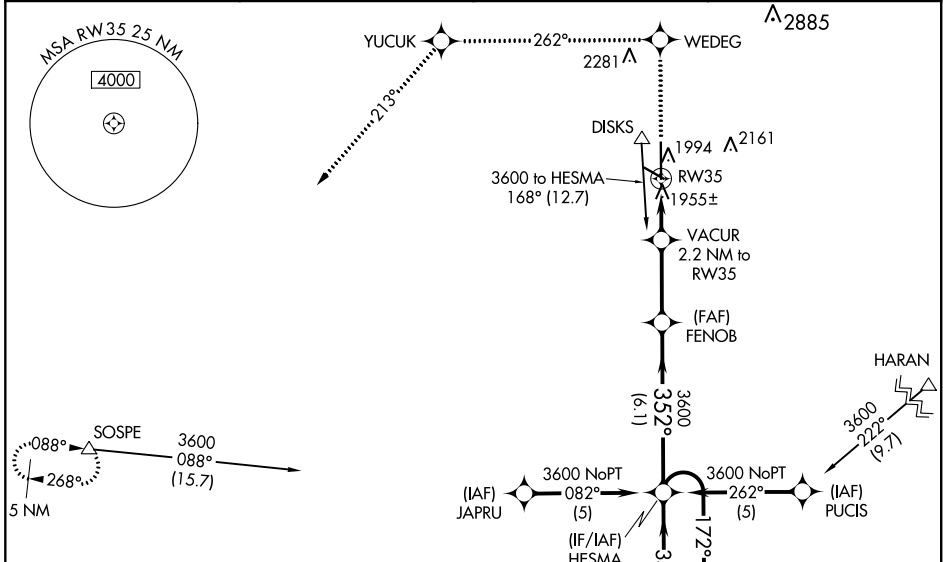 MSA RW35 25 NM
4000
YUCUK
262°
WEDEG
2885
2281
213°
DISKS
1994
2161
RW35
1955±
3600 to HESMA
168° (12.7)
VACUR
2.2 NM to
RW35
(FAF)
FENOB
HARAN
3600
222°
(9.7)
3600
352°
(6.1)
SOSPE
088°
268°
5 NM
3600
088°
(15.7)
(IAF)
JAPRU
3600 NoPT
082°
(5)
3600 NoPT
262°
(5)
(IAF)
PUCIS
(IF/IAF)
HESMA
172°